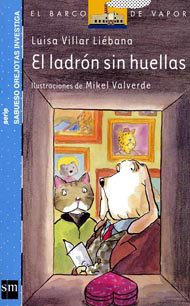 EL BARCO DE VAPOR
Luisa Villar Liébana
El ladrón sin huellas
Ilustraciones de Mikel Valverde
serie
SABUESO OREJOTAS INVESTIGA
sm